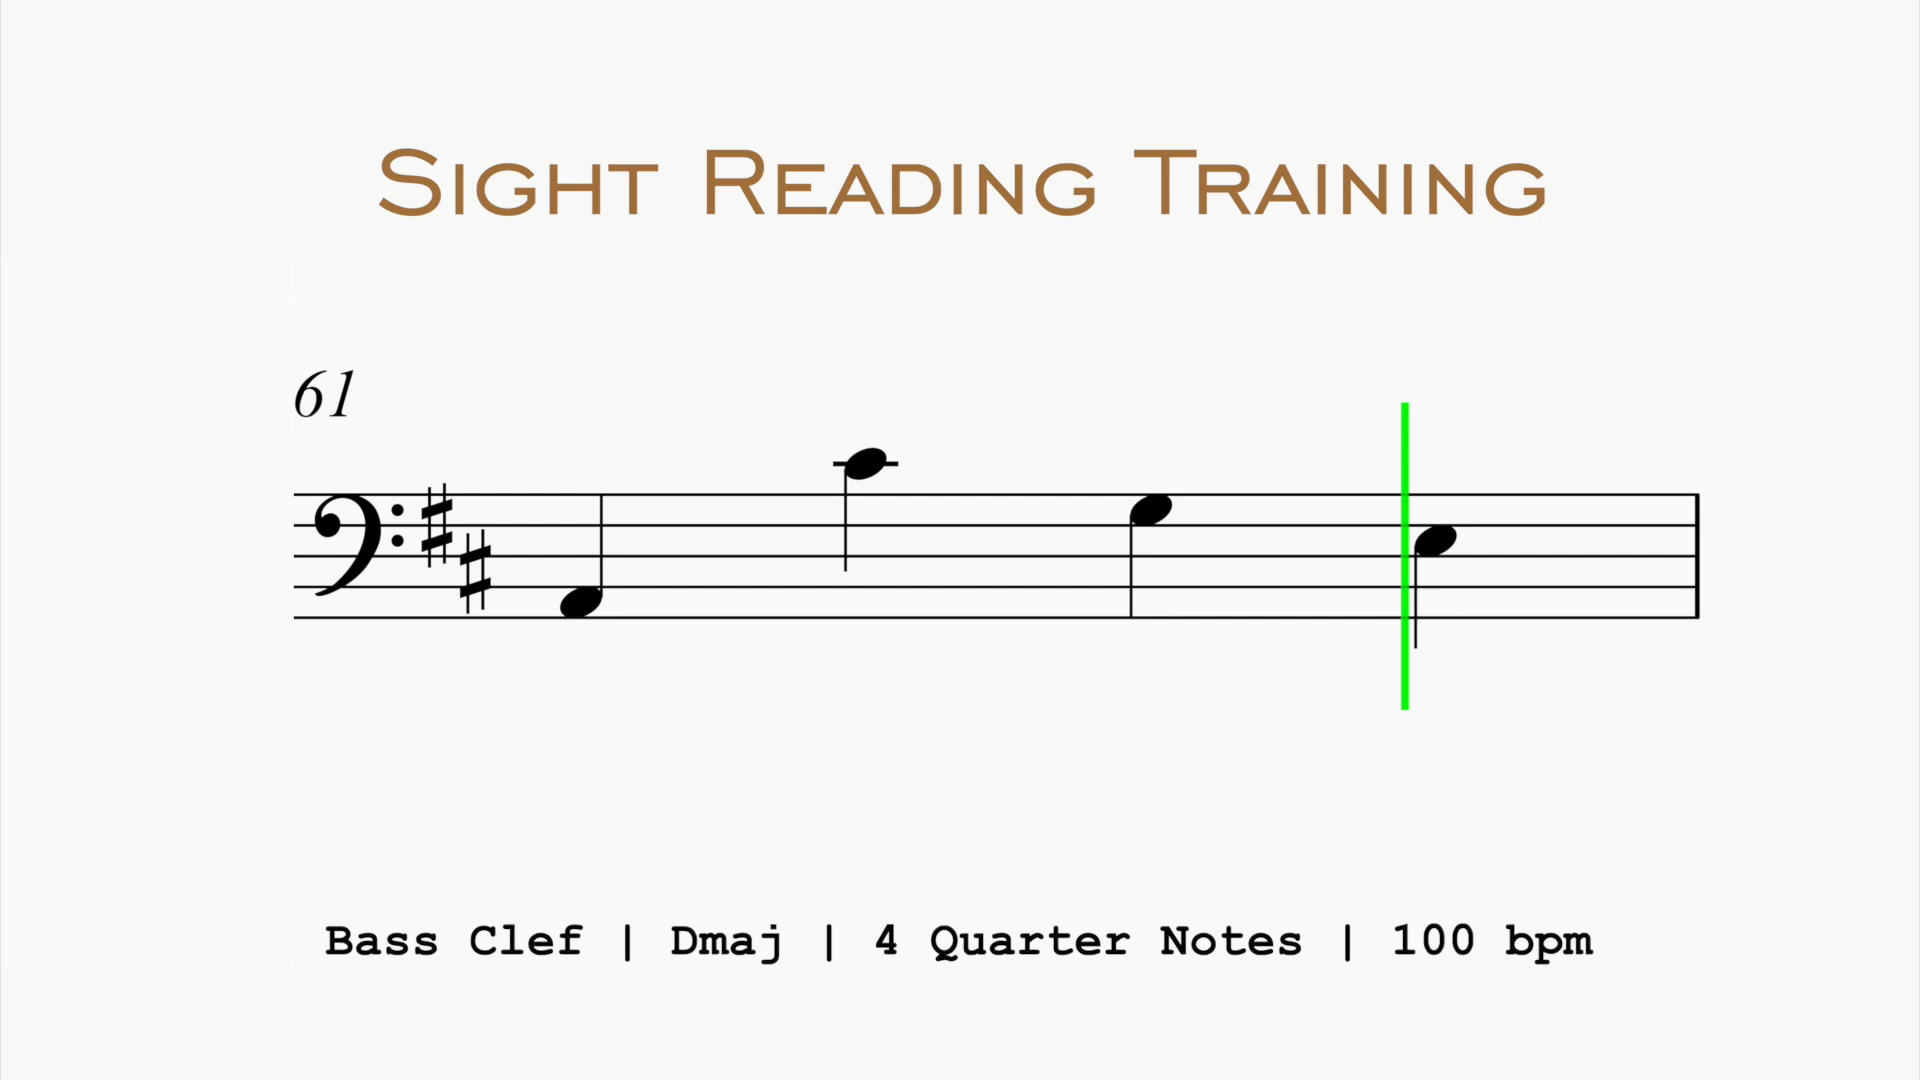 Sight Reading Training
61
Bass Clef | Dmaj | 4 Quarter Notes | 100 bpm